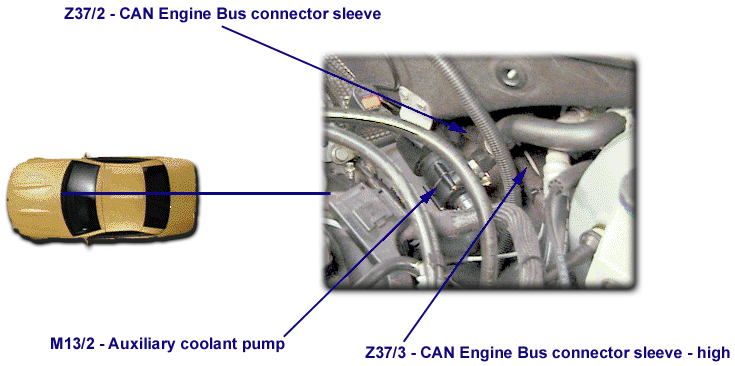 Z37/2 - CAN Engine Bus connector sleeve
M13/2 - Auxiliary coolant pump
Z37/3 - CAN Engine Bus connector sleeve - high